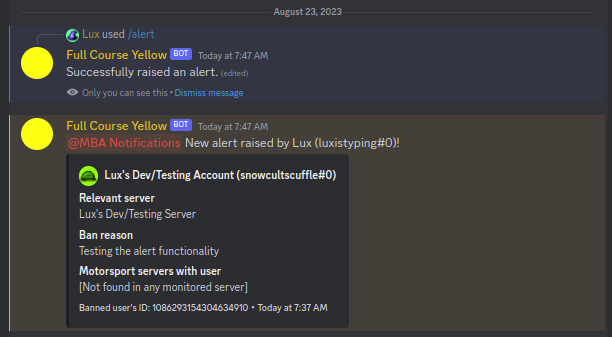 August 23, 2023
Lux used /alert
Full Course Yellow BOT Today at 7:47 AM
Successfully raised an alert. (edited)
Only you can see this • Dismiss message
Full Course Yellow BOT Today at 7:47 AM
@MBA Notifications New alert raised by Lux (luxistyping#0)!
Lux's Dev/Testing Account (snowcultscuffle#0)
Relevant server
Lux's Dev/Testing Server
Ban reason
Testing the alert functionality
Motorsport servers with user
[Not found in any monitored server]
Banned user's ID: 1086293154304634910 • Today at 7:37 AM